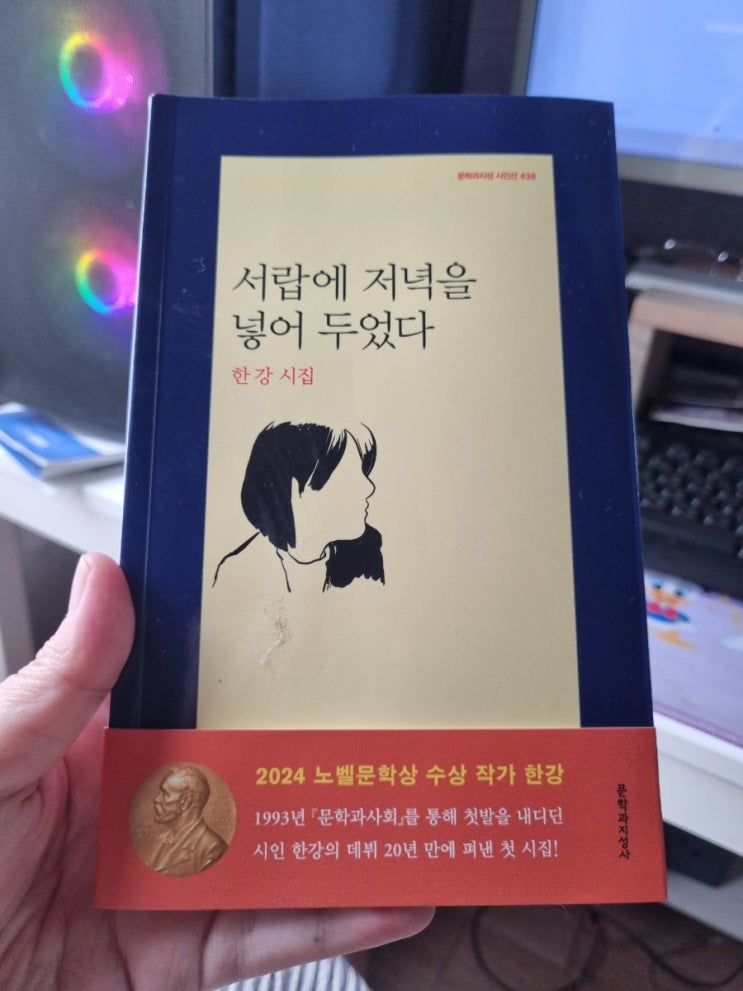 문학과지성 시인선 438
서랍에 저녁을
넣어 두었다
한강 시집
2024 노벨문학상 수상 작가 한강
1993년 『문학과사회』를 통해 첫발을 내디딘
시인 한강의 데뷔 20년 만에 펴낸 첫 시집!
문학과지성사